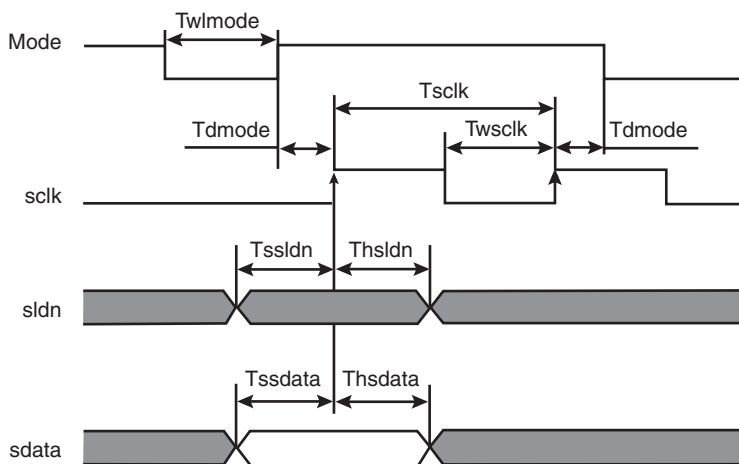 Twlmode
Mode
Tsclk
Tdmode
Twsclk
Tdmode
sclk
Tssldn
Thsldn
sldn
Tssdata
Thsdata
sdata